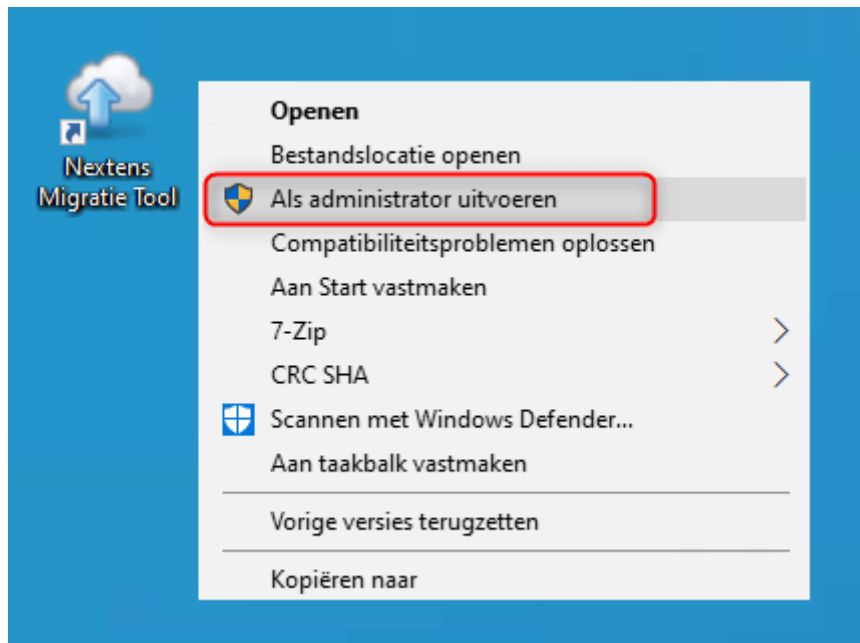 Nextens
Migratie Tool
Openen
Bestandslocatie openen
Als administrator uitvoeren
Compatibiliteitsproblemen oplossen
Aan Start vastmaken
7-Zip
CRC SHA
Scannen met Windows Defender...
Aan taakbalk vastmaken
Vorige versies terugzetten
Kopiëren naar